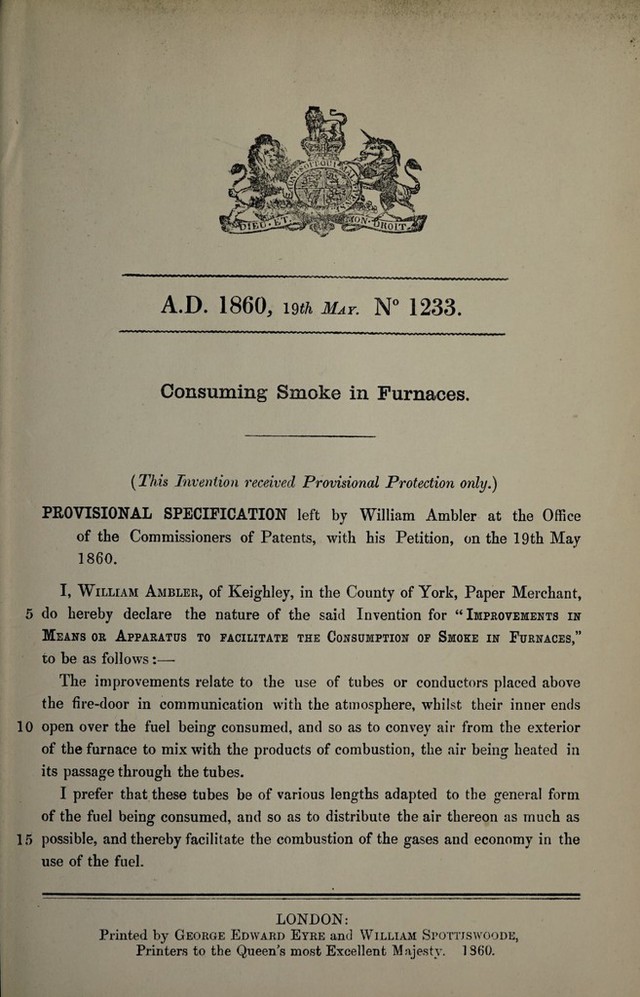 DIEU ET MON DROIT
A.D. 1860, 19th MAY. Nº 1233.
Consuming Smoke in Furnaces.
(This Invention received Provisional Protection only.)
PROVISIONAL SPECIFICATION left by William Ambler at the Office
of the Commissioners of Patents, with his Petition, on the 19th May
1860.
I, WILLIAM AMBLER, of Keighley, in the County of York, Paper Merchant,
5 do hereby declare the nature of the said Invention for “IMPROVEMENTS IN
MEANS OR APPARATUS TO FACILITATE THE CONSUMPTION OF SMOKE IN FURNACES,”
to be as follows:—
The improvements relate to the use of tubes or conductors placed above
the fire-door in communication with the atmosphere, whilst their inner ends
10 open over the fuel being consumed, and so as to convey air from the exterior
of the furnace to mix with the products of combustion, the air being heated in
its passage through the tubes.
I prefer that these tubes be of various lengths adapted to the general form
of the fuel being consumed, and so as to distribute the air thereon as much as
15 possible, and thereby facilitate the combustion of the gases and economy in the
use of the fuel.
LONDON:
Printed by GEORGE EDWARD EYRE and WILLIAM SPOTTISWOODE,
Printers to the Queen's most Excellent Majesty. 1860.